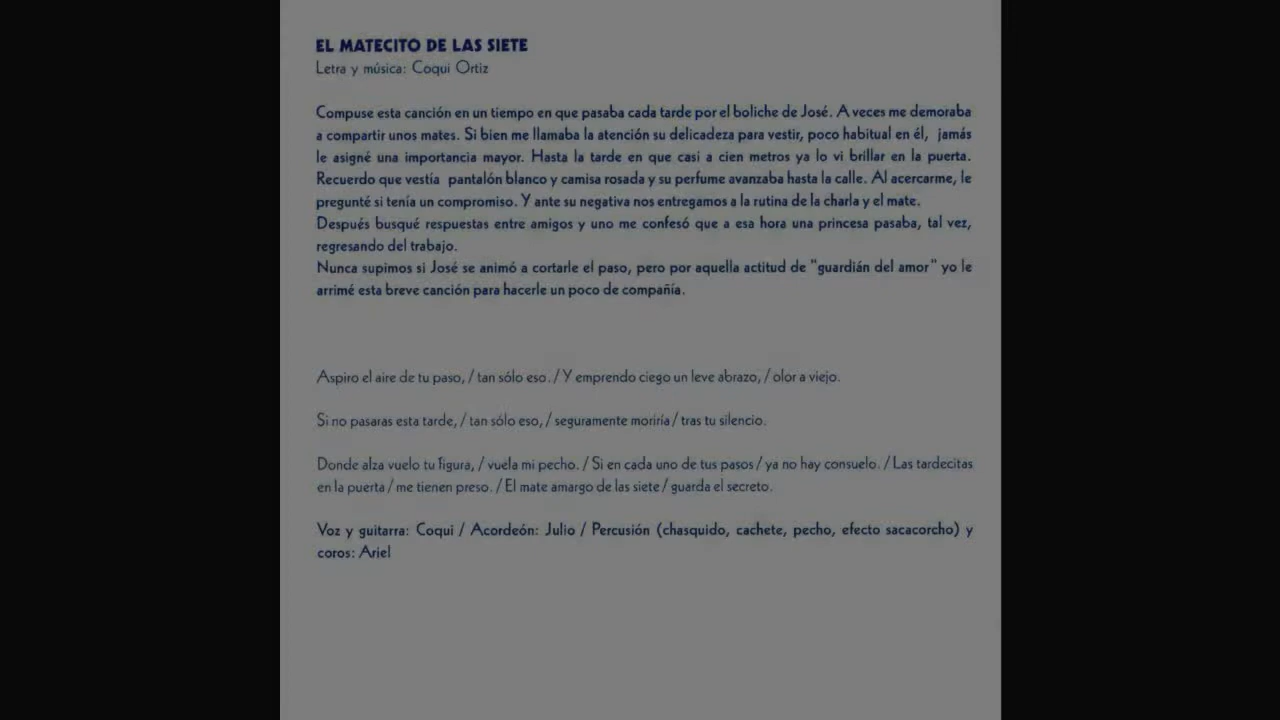 EL MATECITO DE LAS SIETE
Letra y música: Coqui Ortiz
Compuse esta canción en un tiempo en que pasaba cada tarde por el boliche de José. A veces me demoraba
a compartir unos mates. Si bien me llamaba la atención su delicadeza para vestir, poco habitual en él, jamás
le asigné una importancia mayor. Hasta la tarde en que casi a cien metros ya lo vi brillar en la puerta.
Recuerdo que vestía pantalón blanco y camisa rosada y su perfume avanzaba hasta la calle. Al acercarme, le
pregunté si tenía un compromiso. Y ante su negativa nos entregamos a la rutina de la charla y el mate.
Después busqué respuestas entre amigos y uno me confesó que a esa hora una princesa pasaba, tal vez,
regresando del trabajo.
Nunca supimos si José se animó a cortarle el paso, pero por aquella actitud de "guardián del amor" yo le
arrimé esta breve canción para hacerle un poco de compañía.
Aspiro el aire de tu paso, / tan sólo eso. / Y emprendo ciego un leve abrazo, / olor a viejo.
Si no pasaras esta tarde, / tan sólo eso, / seguramente moriría / tras tu silencio.
Donde alza vuelo tu figura, / vuela mi pecho. / Si en cada uno de tus pasos / ya no hay consuelo. / Las tardecitas
en la puerta / me tienen preso. / El mate amargo de las siete / guarda el secreto.
Voz y guitarra: Coqui / Acordeón: Julio / Percusión (chasquido, cachete, pecho, efecto sacacorcho) y
coros: Ariel